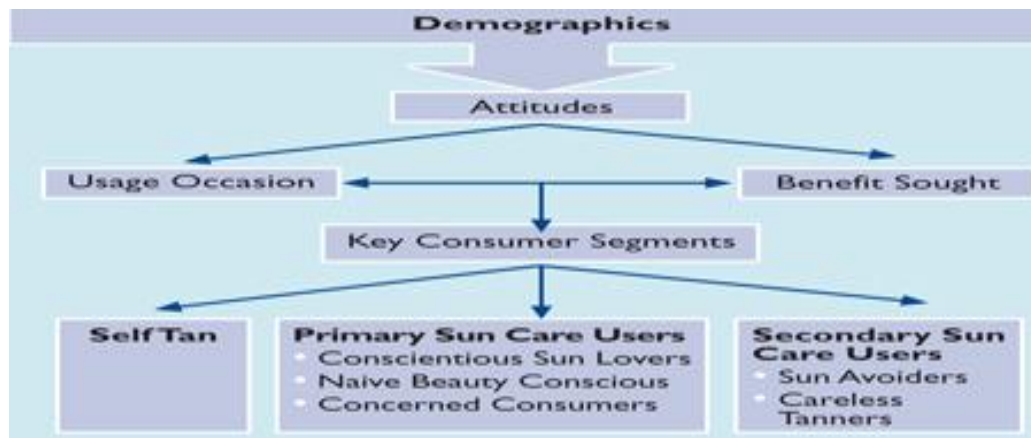 Demographics
Attitudes
Usage Occasion
Benefit Sought
Key Consumer Segments
Self Tan
Primary Sun Care Users
• Conscientious Sun Lovers
• Naive Beauty Conscious
• Concerned Consumers
Secondary Sun
Care Users
• Sun Avoiders
• Careless
Tanners